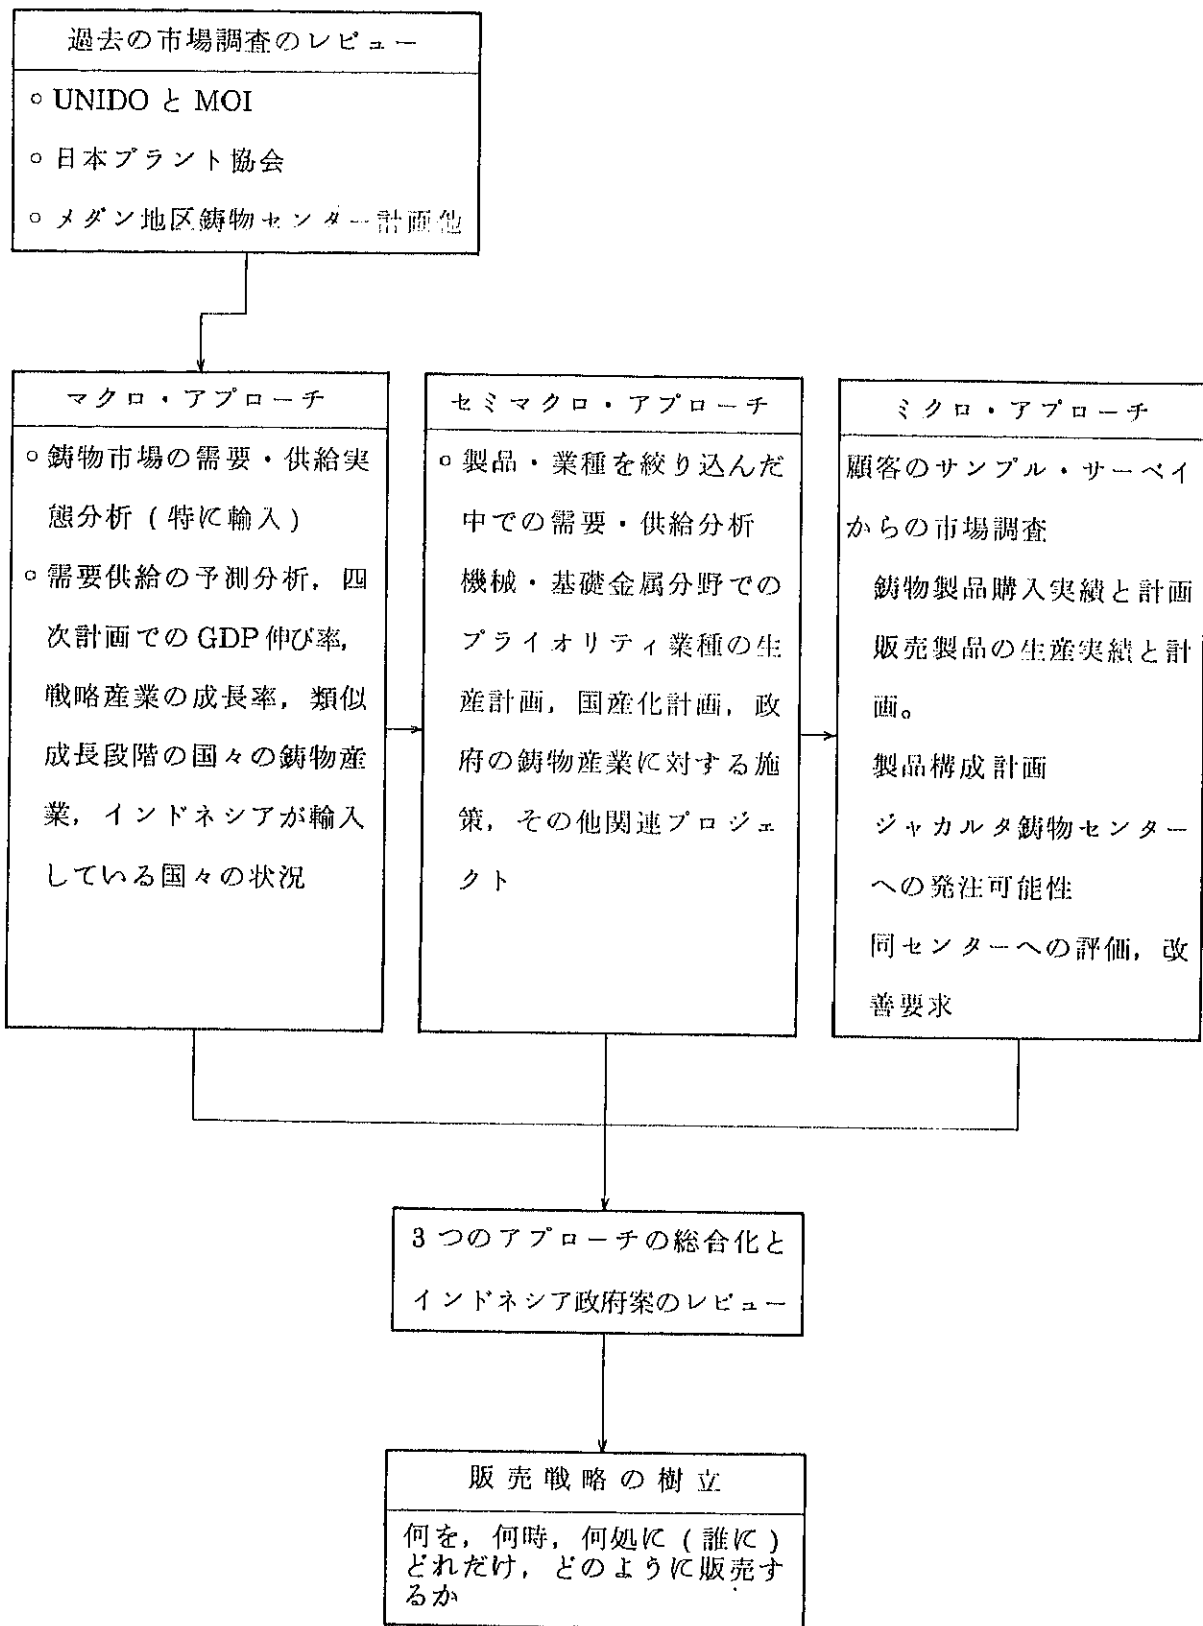 過去の市場調査のレビュー
○ UNIDO と MOI
○ 日本プラント協会
○ メダン地区鋳物センター計画他
マクロ・アプローチ
○ 鋳物市場の需要・供給実
態分析 ( 特に輸入 )
○ 需要供給の予測分析, 四
次計画での GDP 伸び率,
戦略産業の成長率, 類似
成長段階の国々の鋳物産
業, インドネシアが輸入
している国々の状況
セミマクロ・アプローチ
○ 製品・業種を絞り込んだ
中での需要・供給分析
機械・基礎金属分野での
プライオリティ業種の生
産計画, 国産化計画, 政
府の鋳物産業に対する施
策, その他関連プロジェ
クト
ミクロ・アプローチ
顧客のサンプル・サーベイ
からの市場調査
鋳物製品購入実績と計画
販売製品の生産実績と計
画。
製品構成計画
ジャカルタ鋳物センター
への発注可能性
同センターへの評価, 改
善要求
3 つのアプローチの総合化と
インドネシア政府案のレビュー
販売戦略の樹立
何を, 何時, 何処に ( 誰に )
どれだけ, どのように販売す
るか